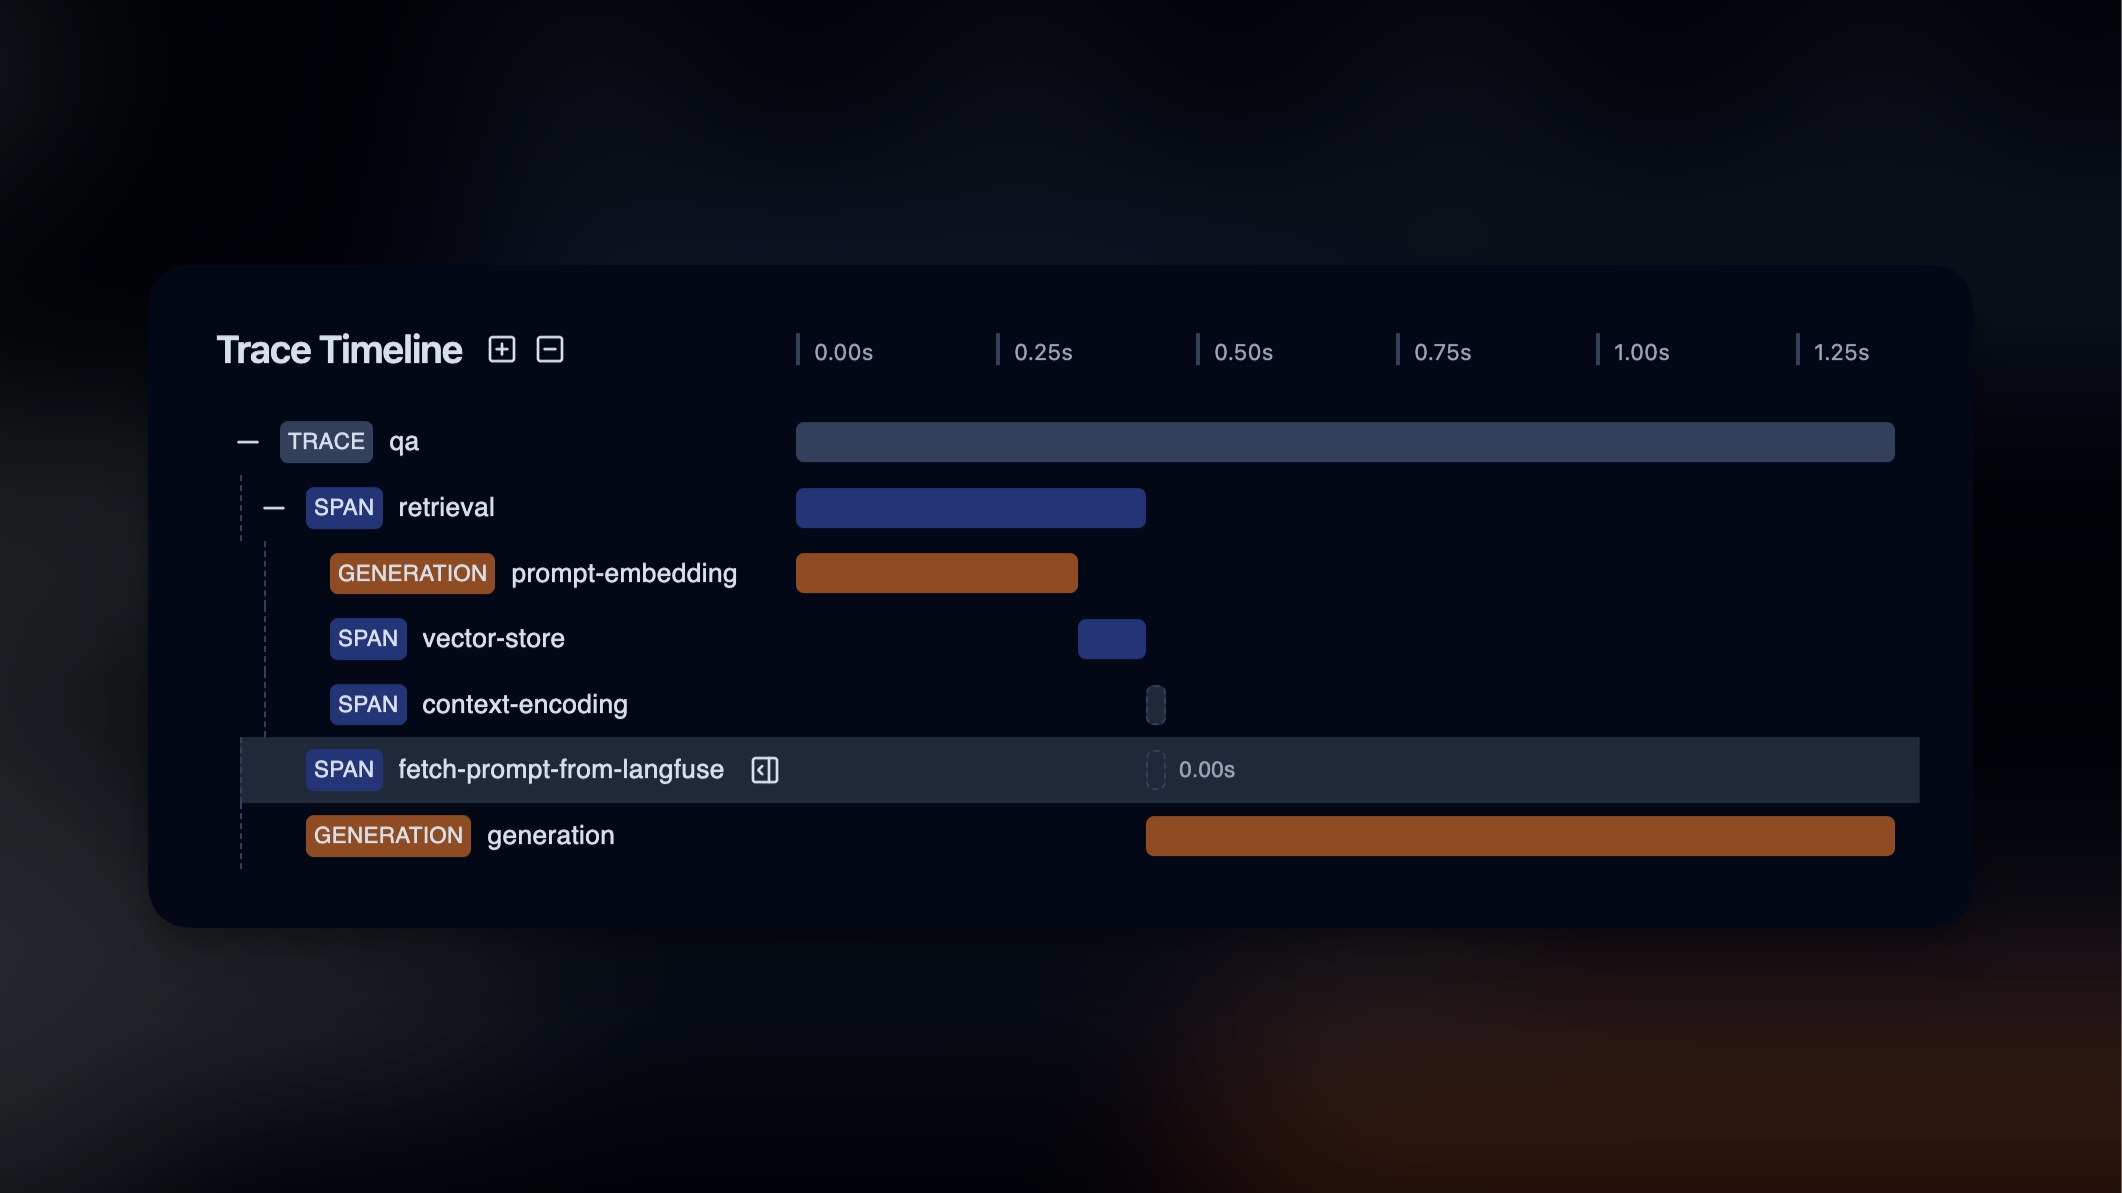 Trace Timeline 0.00s 0.25s 0.50s 0.75s 1.00s 1.25s
TRACE qa
SPAN retrieval
GENERATION prompt-embedding
SPAN vector-store
SPAN context-encoding
SPAN fetch-prompt-from-langfuse 0.00s
GENERATION generation